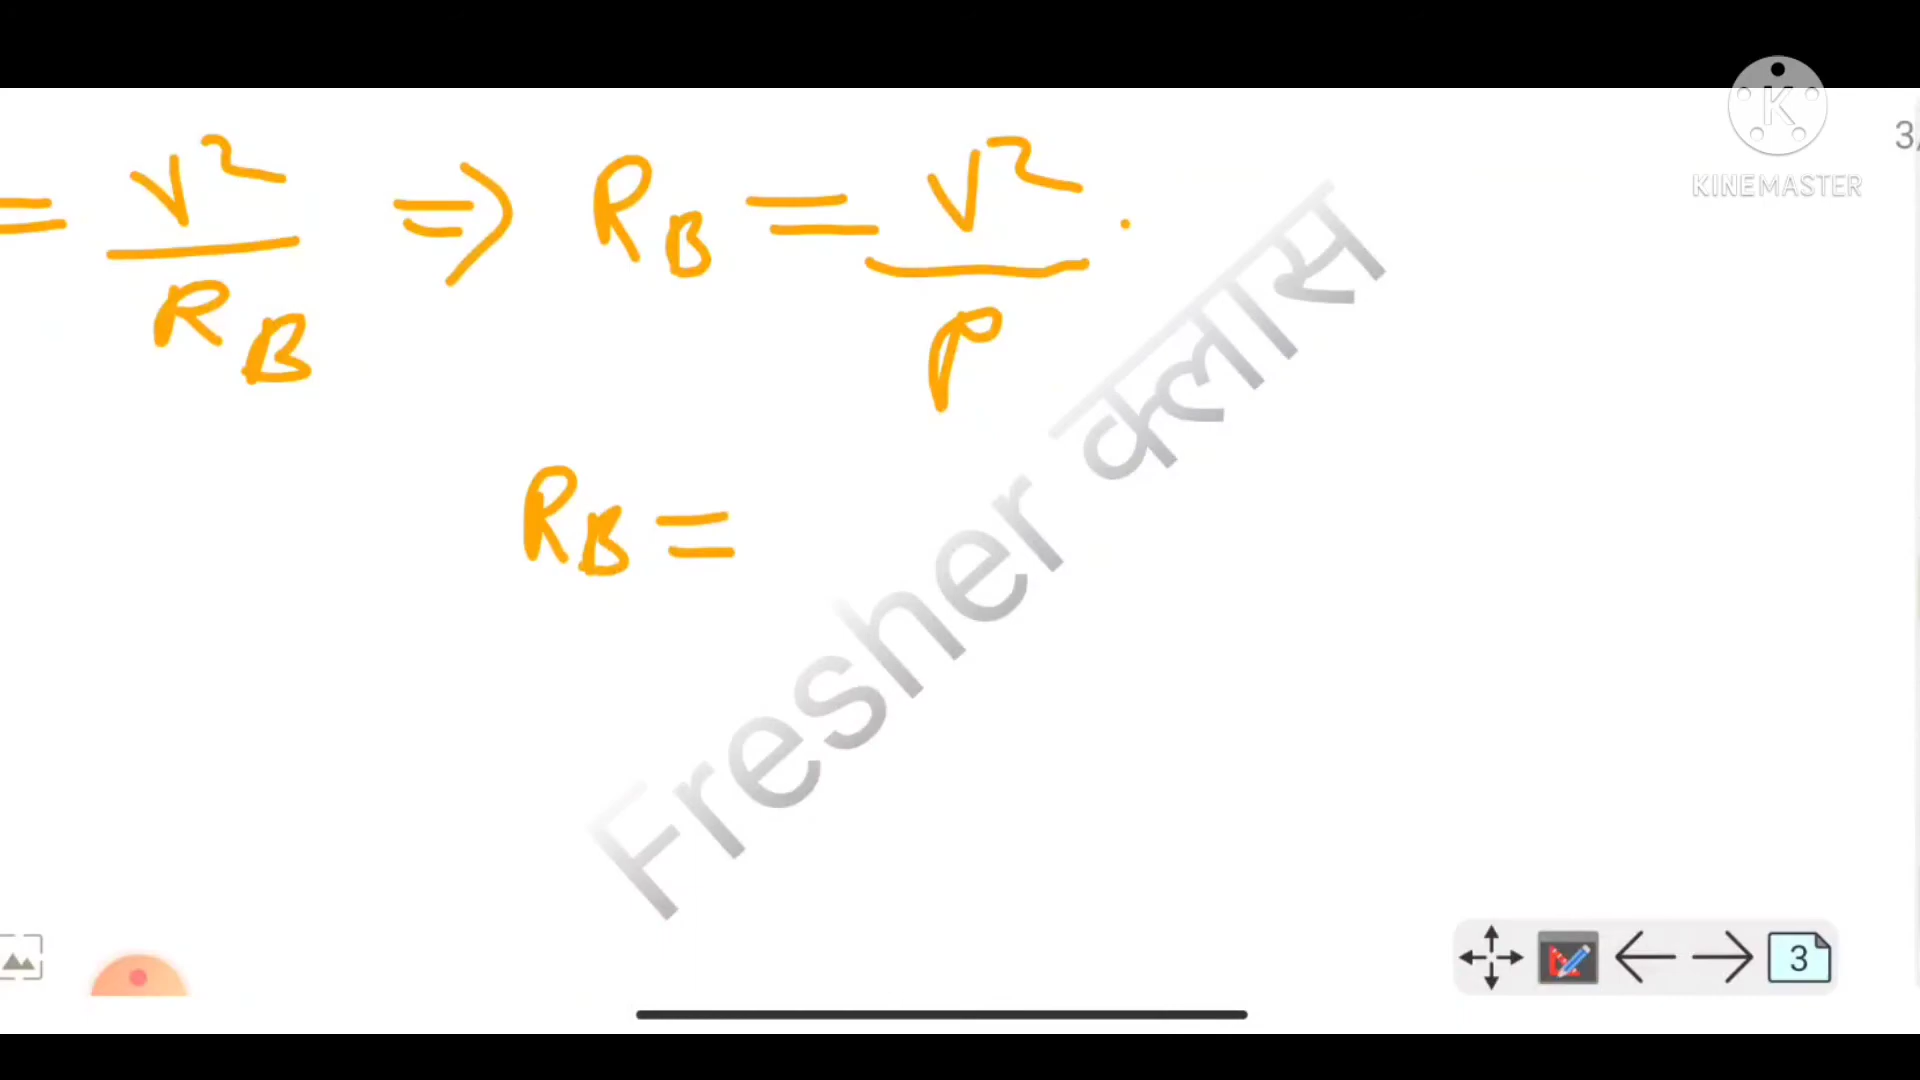 = V² / R_B ⇒ R_B = V² / P .
R_B =
Fresher क्लास
KINEMASTER
3